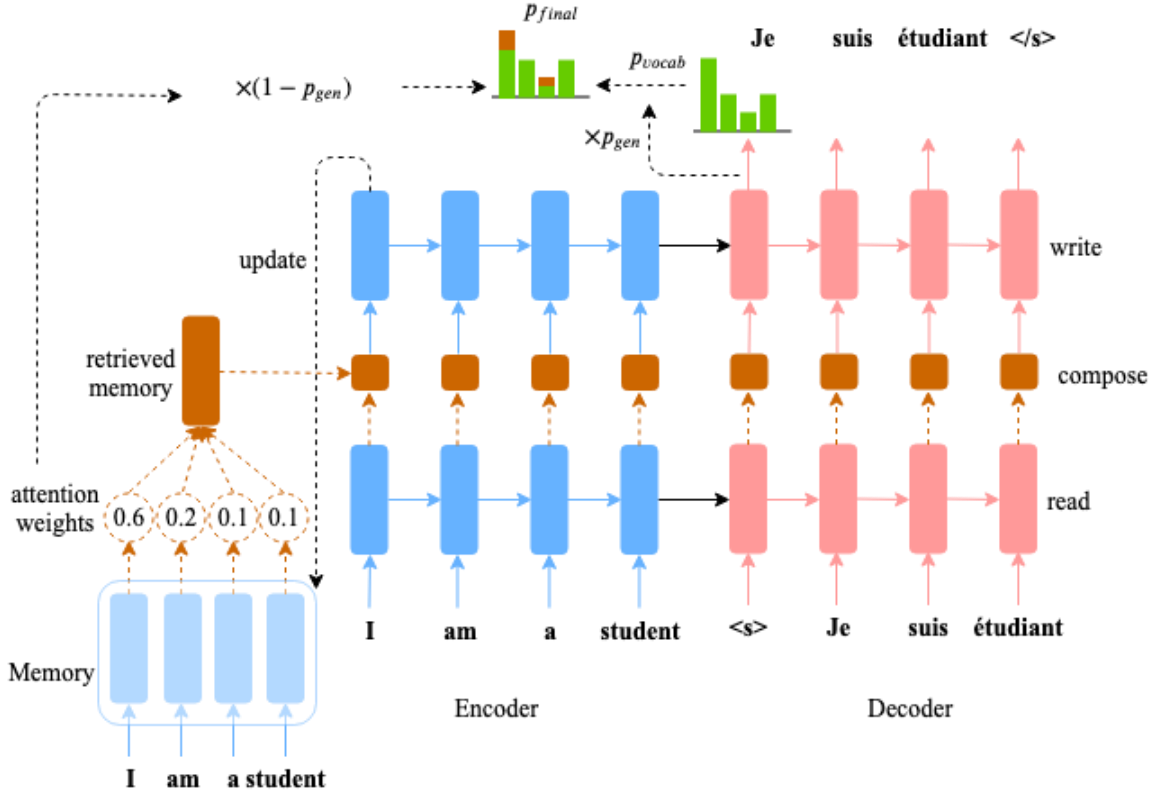 p_final
Je suis étudiant </s>
×(1 − p_gen)
p_vocab
×p_gen
update
write
retrieved
memory
compose
attention
weights
0.6 0.2 0.1 0.1
read
I am a student <s> Je suis étudiant
Memory
Encoder
Decoder
I am a student